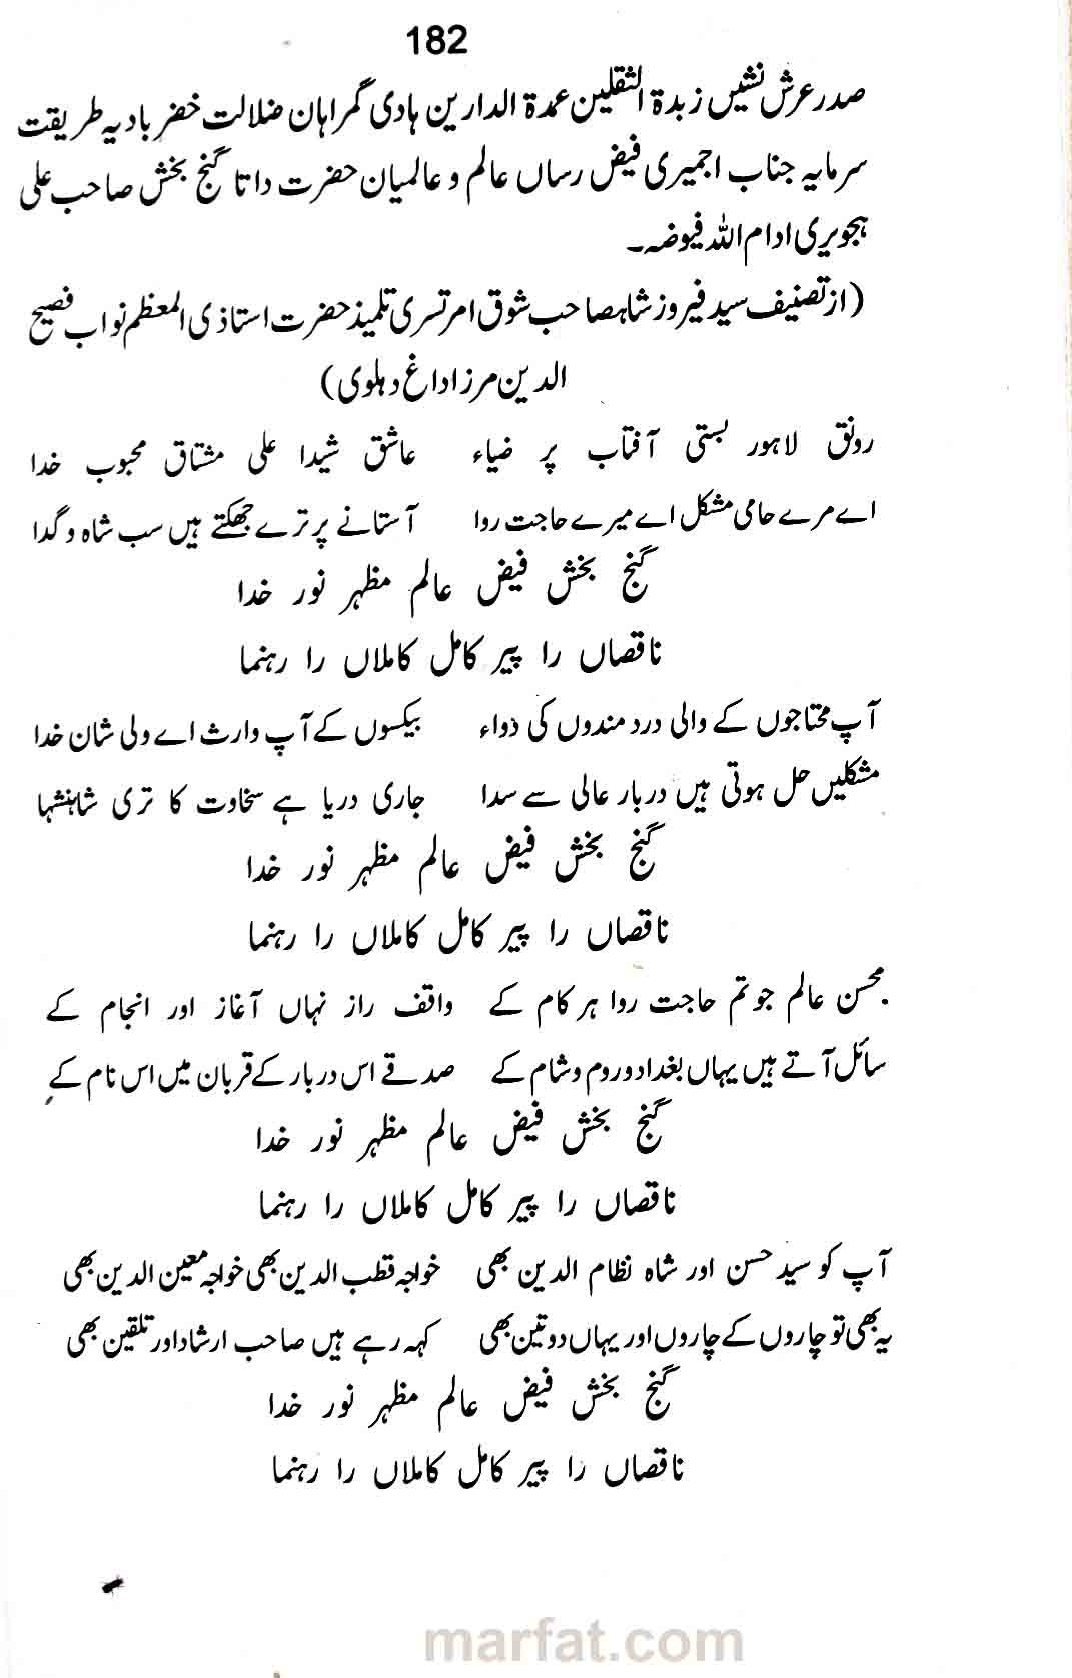 182
صدر عرش نشیں زبدۃ الثقلین عمدۃ الدارین ہادی گمراہان ضلالت خضر بادیہ طریقت
سرمایہ جناب اجمیری فیض رساں عالم و عالمیان حضرت داتا گنج بخش صاحب علی
ہجویری ادام اللہ فیوضہ۔
(از تصنیف سید فیروز شاہصاحب شوق امرتسری تلمیذ حضرت استاذی المعظم نواب فصیح
الدین مرزا داغ دہلوی)
رونق لاہور بستی آفتاب پر ضیاء عاشق شیدا علی مشتاق محبوب خدا
اے مرے حامی مشکل اے میرے حاجت روا آستانے پر ترے جھکتے ہیں سب شاہ و گدا
گنج بخش فیض عالم مظہر نور خدا
ناقصاں را پیر کامل کاملاں را رہنما
آپ محتاجوں کے والی درد مندوں کی دواء بیکسوں کے آپ وارث اے ولی شان خدا
مشکلیں حل ہوتی ہیں دربار عالی سے سدا جاری دریا ہے سخاوت کا تری شاہنشہا
گنج بخش فیض عالم مظہر نور خدا
ناقصاں را پیر کامل کاملاں را رہنما
محسن عالم جو تم حاجت روا ہر کام کے واقف راز نہاں آغاز اور انجام کے
سائل آتے ہیں یہاں بغداد و روم و شام کے صدقے اس دربار کے قربان میں اس نام کے
گنج بخش فیض عالم مظہر نور خدا
ناقصاں را پیر کامل کاملاں را رہنما
آپ کو سید حسن اور شاہ نظام الدین بھی خواجہ قطب الدین بھی خواجہ معین الدین بھی
یہ بھی تو چاروں کے چاروں اور یہاں دو تین بھی کہہ رہے ہیں صاحب ارشاد اور تلقین بھی
گنج بخش فیض عالم مظہر نور خدا
ناقصاں را پیر کامل کاملاں را رہنما
marfat.com